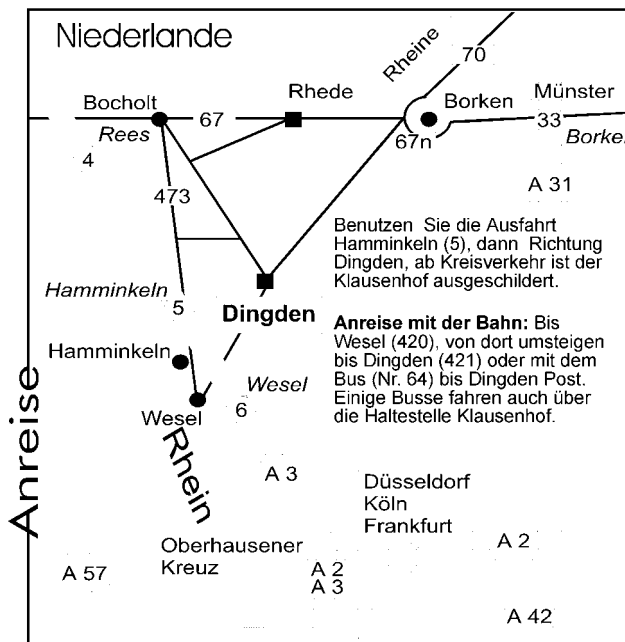 Niederlande
Rheine
70
Bocholt
67
Rhede
Borken
Münster
Rees
67n
33
Borken
4
A 31
473
Benutzen Sie die Ausfahrt
Hamminkeln (5), dann Richtung
Dingden, ab Kreisverkehr ist der
Klausenhof ausgeschildert.
Hamminkeln
5
Dingden
Anreise mit der Bahn: Bis
Wesel (420), von dort umsteigen
bis Dingden (421) oder mit dem
Bus (Nr. 64) bis Dingden Post.
Einige Busse fahren auch über
die Haltestelle Klausenhof.
Hamminkeln
Wesel
6
Wesel
Anreise
Rhein
A 3
Düsseldorf
Köln
Frankfurt
Oberhausener
Kreuz
A 2
A 57
A 2
A 3
A 42